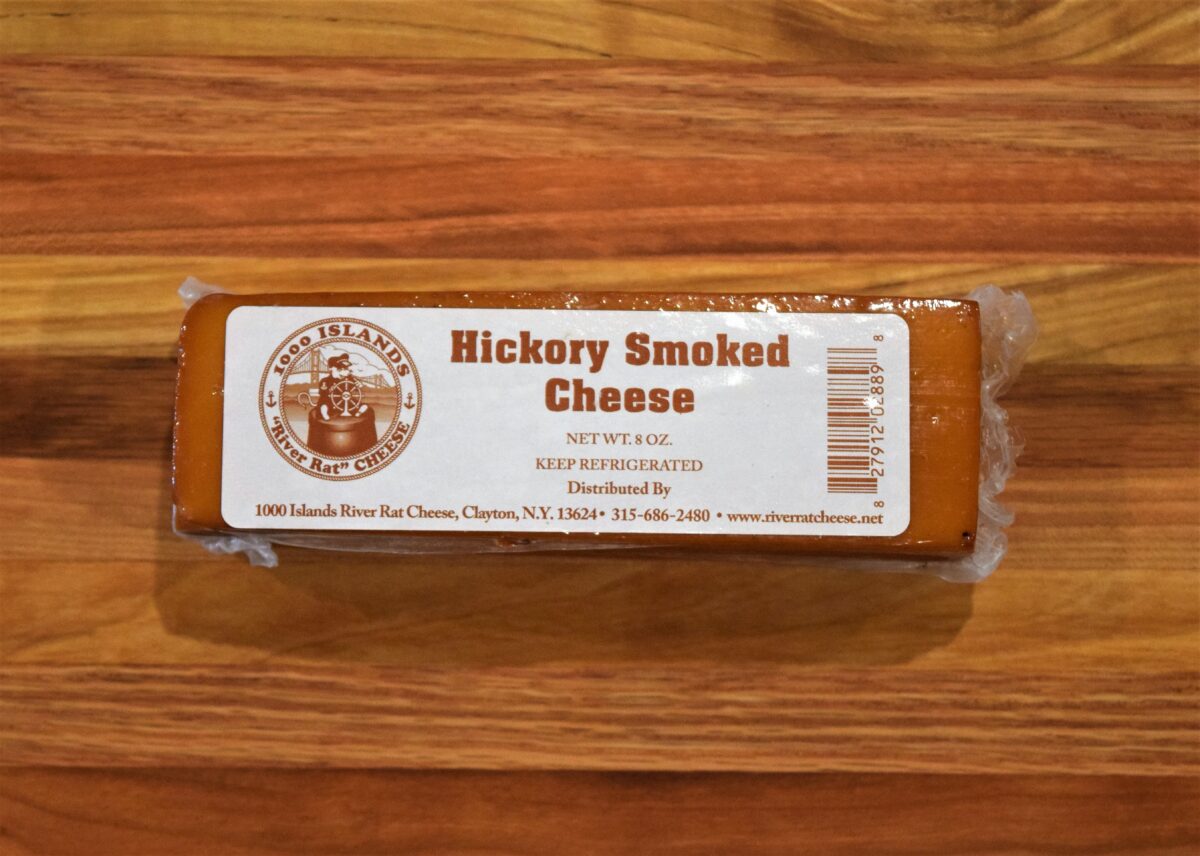 1000 ISLANDS
"River Rat" CHEESE
Hickory Smoked
Cheese
NET WT. 8 OZ.
KEEP REFRIGERATED
Distributed By
1000 Islands River Rat Cheese, Clayton, N.Y. 13624 • 315-686-2480 • www.riverratcheese.net
8 27912 02889 8